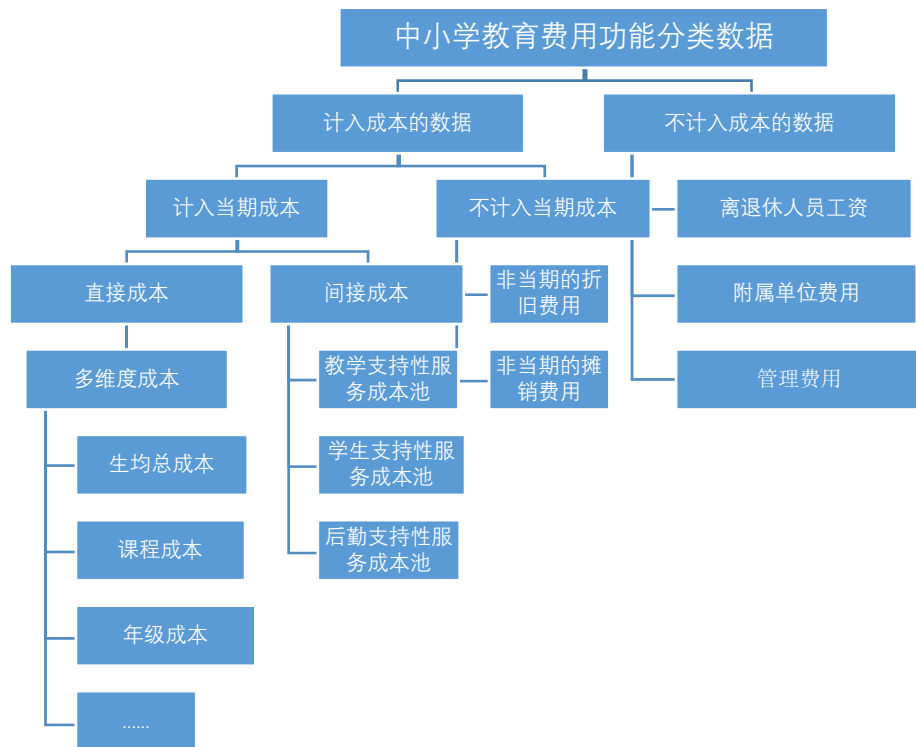 中小学教育费用功能分类数据
计入成本的数据
不计入成本的数据
计入当期成本
不计入当期成本
离退休人员工资
直接成本
间接成本
非当期的折
旧费用
附属单位费用
多维度成本
教学支持性服
务成本池
非当期的摊
销费用
管理费用
生均总成本
学生支持性服
务成本池
课程成本
后勤支持性服
务成本池
年级成本
......